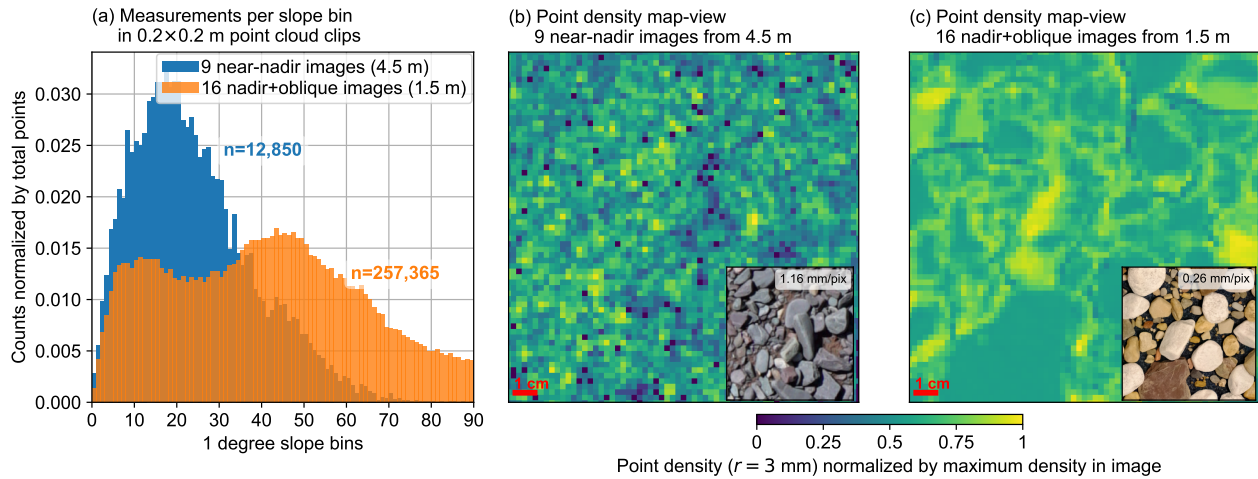 (a) Measurements per slope bin
in 0.2×0.2 m point cloud clips
9 near-nadir images (4.5 m)
16 nadir+oblique images (1.5 m)
n=12,850
n=257,365
Counts normalized by total points
0.030
0.025
0.020
0.015
0.010
0.005
0.000
0 10 20 30 40 50 60 70 80 90
1 degree slope bins
(b) Point density map-view
9 near-nadir images from 4.5 m
1.16 mm/pix
1 cm
(c) Point density map-view
16 nadir+oblique images from 1.5 m
0.26 mm/pix
1 cm
0 0.25 0.5 0.75 1
Point density (r = 3 mm) normalized by maximum density in image